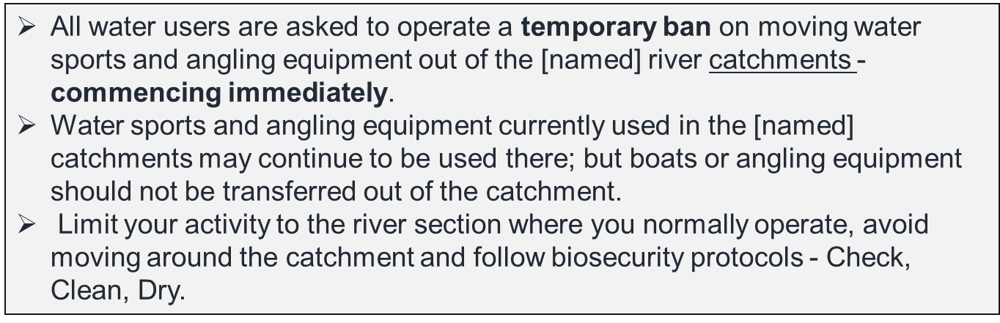 ➢ All water users are asked to operate a temporary ban on moving water
sports and angling equipment out of the [named] river catchments -
commencing immediately.
➢ Water sports and angling equipment currently used in the [named]
catchments may continue to be used there; but boats or angling equipment
should not be transferred out of the catchment.
➢ Limit your activity to the river section where you normally operate, avoid
moving around the catchment and follow biosecurity protocols - Check,
Clean, Dry.